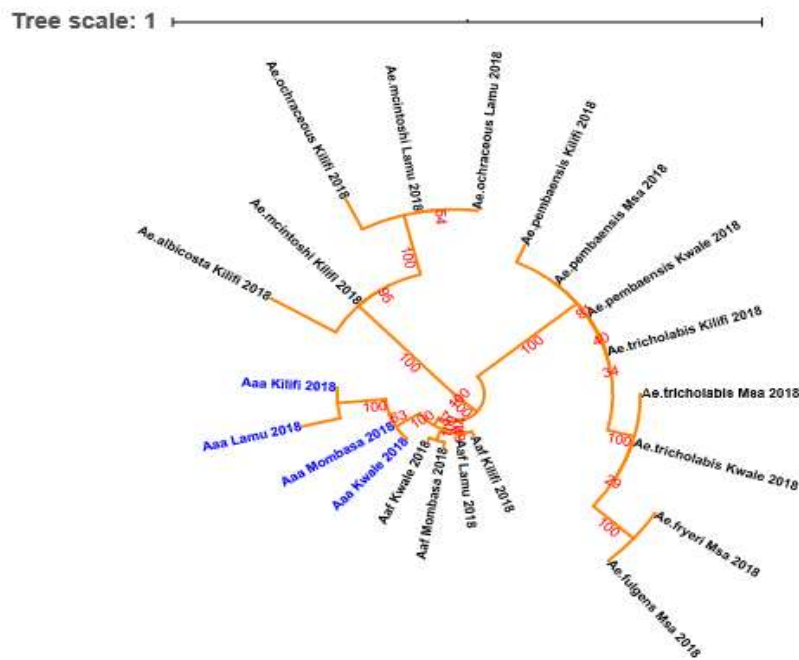 Tree scale: 1
Ae.ochraceous Kilifi 2018
Ae.mcintoshi Lamu 2018
Ae.ochraceous Lamu 2018
Ae.pembaensis Kilifi 2018
Ae.pembaensis Msa 2018
Ae.mcintoshi Kilifi 2018
Ae.albicosta Kilifi 2018
Ae.pembaensis Kwale 2018
Ae.tricholabis Kilifi 2018
Ae.tricholabis Msa 2018
Ae.tricholabis Kwale 2018
Ae.fryeri Msa 2018
Ae.fulgens Msa 2018
Aaa Kilifi 2018
Aaa Lamu 2018
Aaa Mombasa 2018
Aaa Kwale 2018
Aaf Kwale 2018
Aaf Mombasa 2018
Aaf Lamu 2018
Aaf Kilifi 2018
54
100
95
100
100
40
34
100
29
100
100
53
100
100